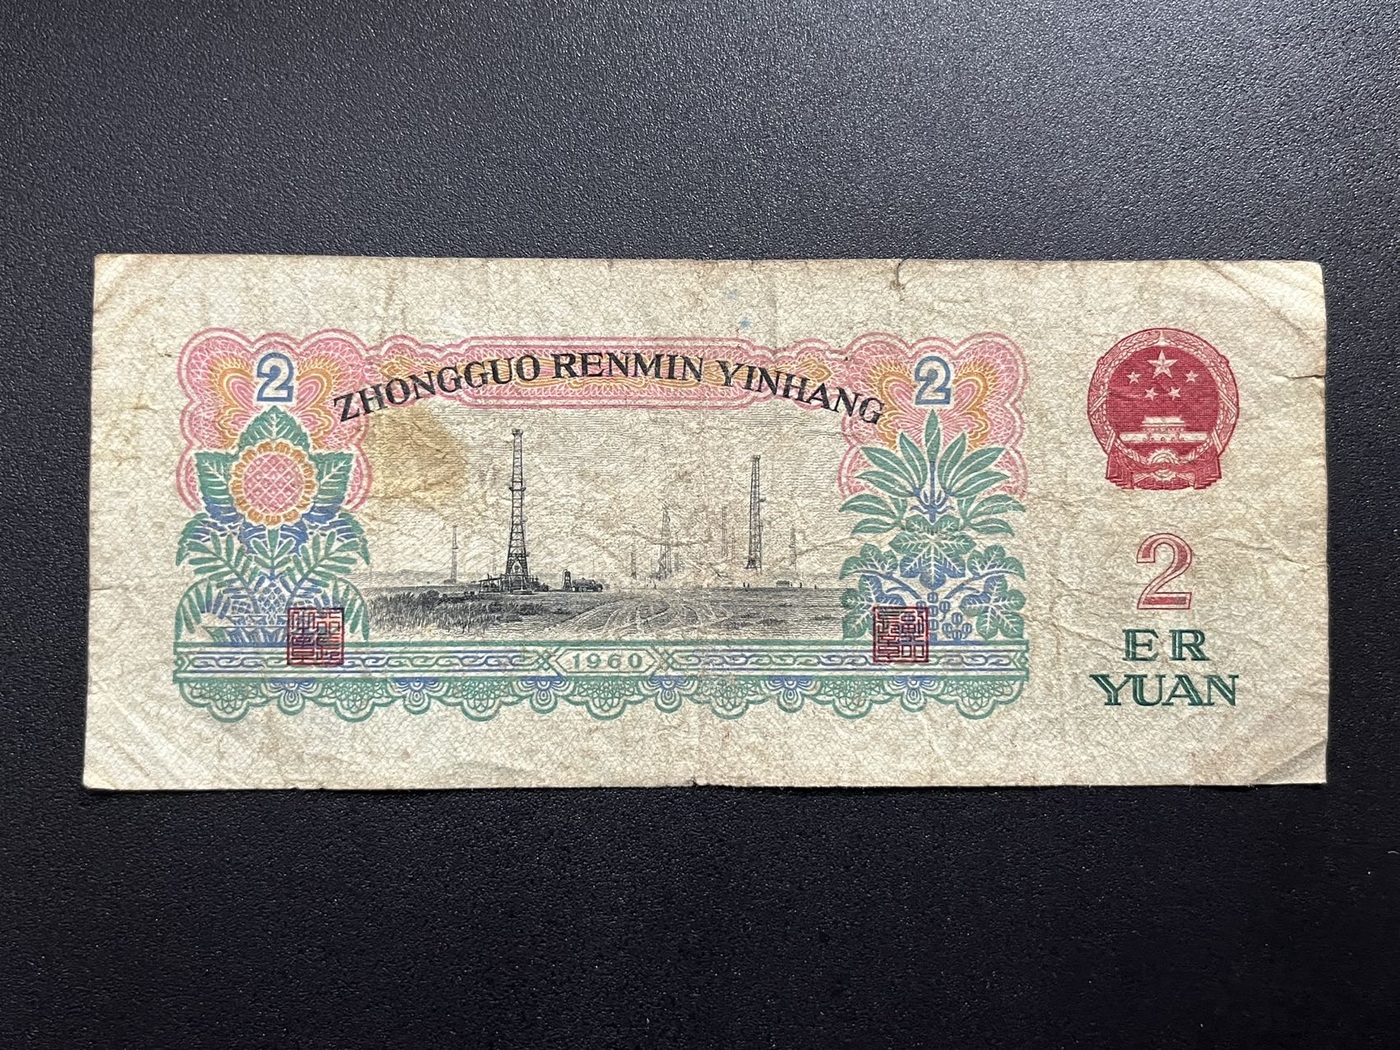 2
ZHONGGUO RENMIN YINHANG
2
1960
2
ER
YUAN